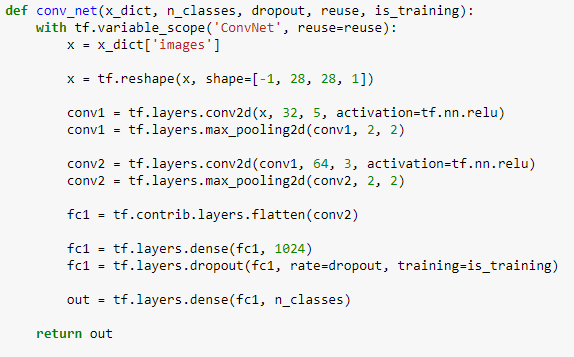 def conv_net(x_dict, n_classes, dropout, reuse, is_training):
    with tf.variable_scope('ConvNet', reuse=reuse):
        x = x_dict['images']
        x = tf.reshape(x, shape=[-1, 28, 28, 1])
        conv1 = tf.layers.conv2d(x, 32, 5, activation=tf.nn.relu)
        conv1 = tf.layers.max_pooling2d(conv1, 2, 2)
        conv2 = tf.layers.conv2d(conv1, 64, 3, activation=tf.nn.relu)
        conv2 = tf.layers.max_pooling2d(conv2, 2, 2)
        fc1 = tf.contrib.layers.flatten(conv2)
        fc1 = tf.layers.dense(fc1, 1024)
        fc1 = tf.layers.dropout(fc1, rate=dropout, training=is_training)
        out = tf.layers.dense(fc1, n_classes)
    return out